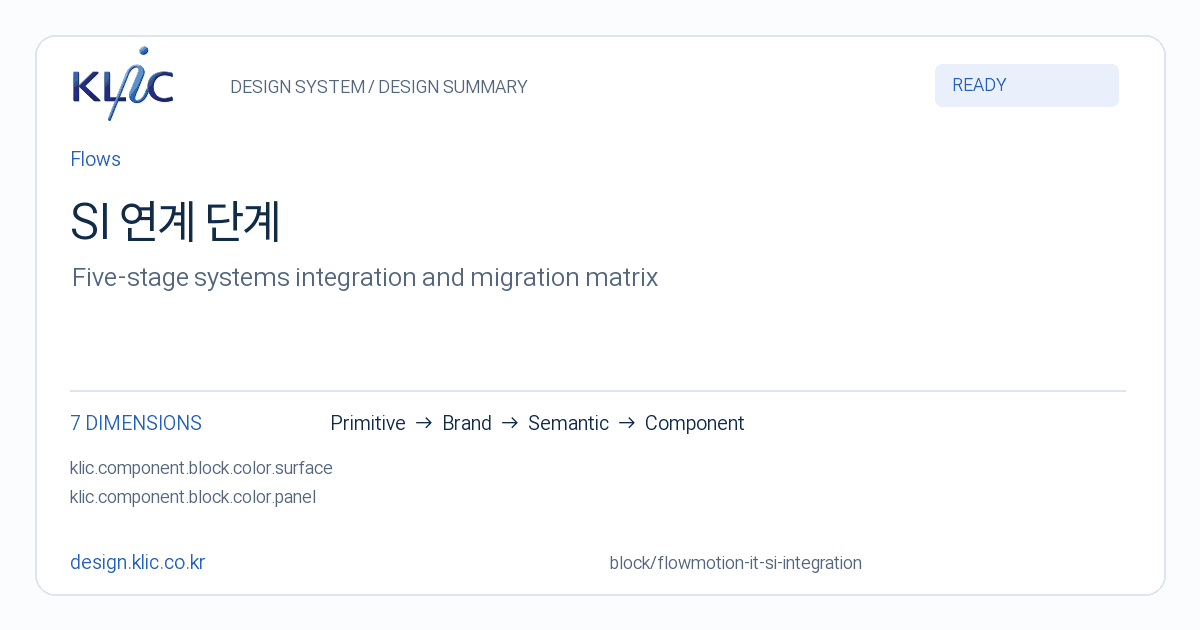 KLIC
DESIGN SYSTEM / DESIGN SUMMARY
READY
Flows
SI 연계 단계
Five-stage systems integration and migration matrix
7 DIMENSIONS
Primitive → Brand → Semantic → Component
klic.component.block.color.surface
klic.component.block.color.panel
design.klic.co.kr
block/flowmotion-it-si-integration